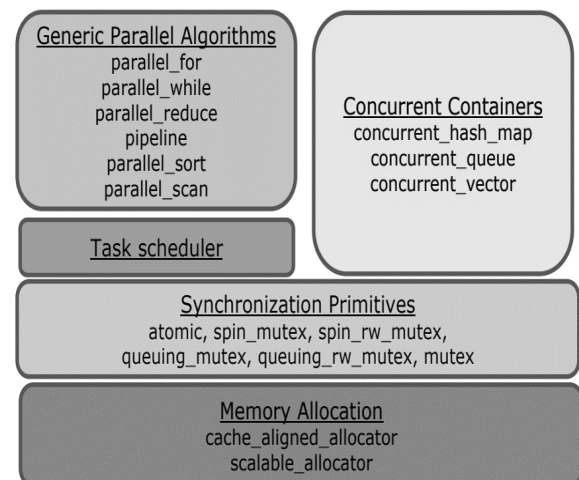 Generic Parallel Algorithms
parallel_for
parallel_while
parallel_reduce
pipeline
parallel_sort
parallel_scan
Concurrent Containers
concurrent_hash_map
concurrent_queue
concurrent_vector
Task scheduler
Synchronization Primitives
atomic, spin_mutex, spin_rw_mutex,
queuing_mutex, queuing_rw_mutex, mutex
Memory Allocation
cache_aligned_allocator
scalable_allocator